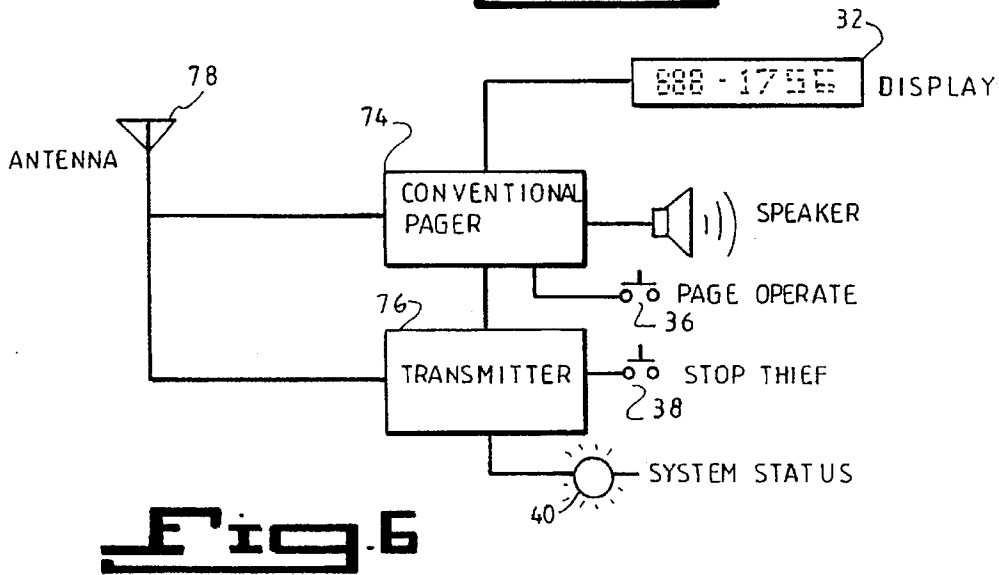 32
888 - 1756
DISPLAY
78
ANTENNA
74
CONVENTIONAL
PAGER
SPEAKER
PAGE OPERATE
36
76
TRANSMITTER
STOP THIEF
38
SYSTEM STATUS
40
Fig.6